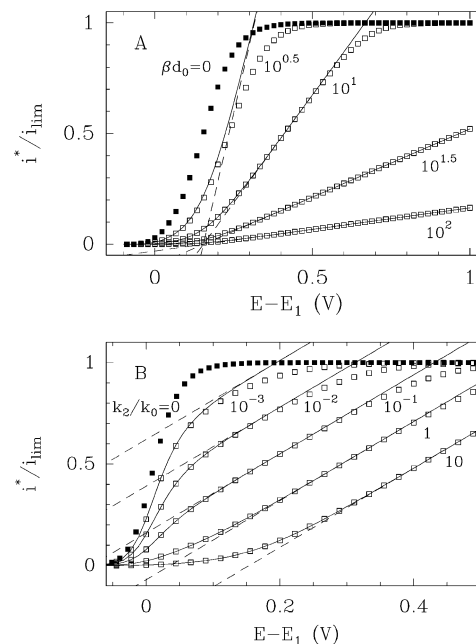 A
βd₀=0
10^0.5
10^1
10^1.5
10^2
1
0.5
0
i*/i_lim
0 0.5 1
E−E₁ (V)
B
k₂/k₀=0
10^-3
10^-2
10^-1
1
10
1
0.5
0
i*/i_lim
0 0.2 0.4
E−E₁ (V)